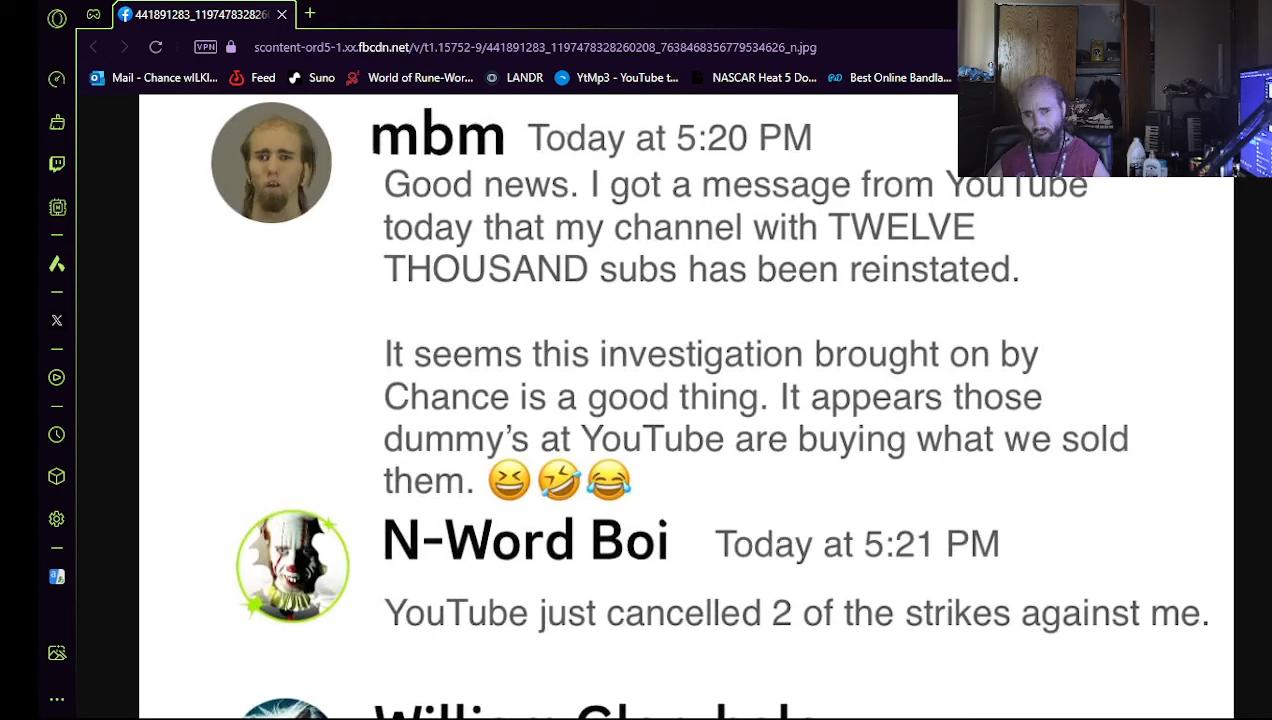 441891283_1197478328260
VPN
scontent-ord5-1.xx.fbcdn.net/v/t1.15752-9/441891283_1197478328260208_7638468356779534626_n.jpg
Mail - Chance wILKI...
Feed
Suno
World of Rune-Wor...
LANDR
YtMp3 - YouTube t...
NASCAR Heat 5 Do...
Best Online Bandla...
mbm Today at 5:20 PM
Good news. I got a message from YouTube
today that my channel with TWELVE
THOUSAND subs has been reinstated.
It seems this investigation brought on by
Chance is a good thing. It appears those
dummy's at YouTube are buying what we sold
them. 😆🤣😂
N-Word Boi Today at 5:21 PM
YouTube just cancelled 2 of the strikes against me.
William